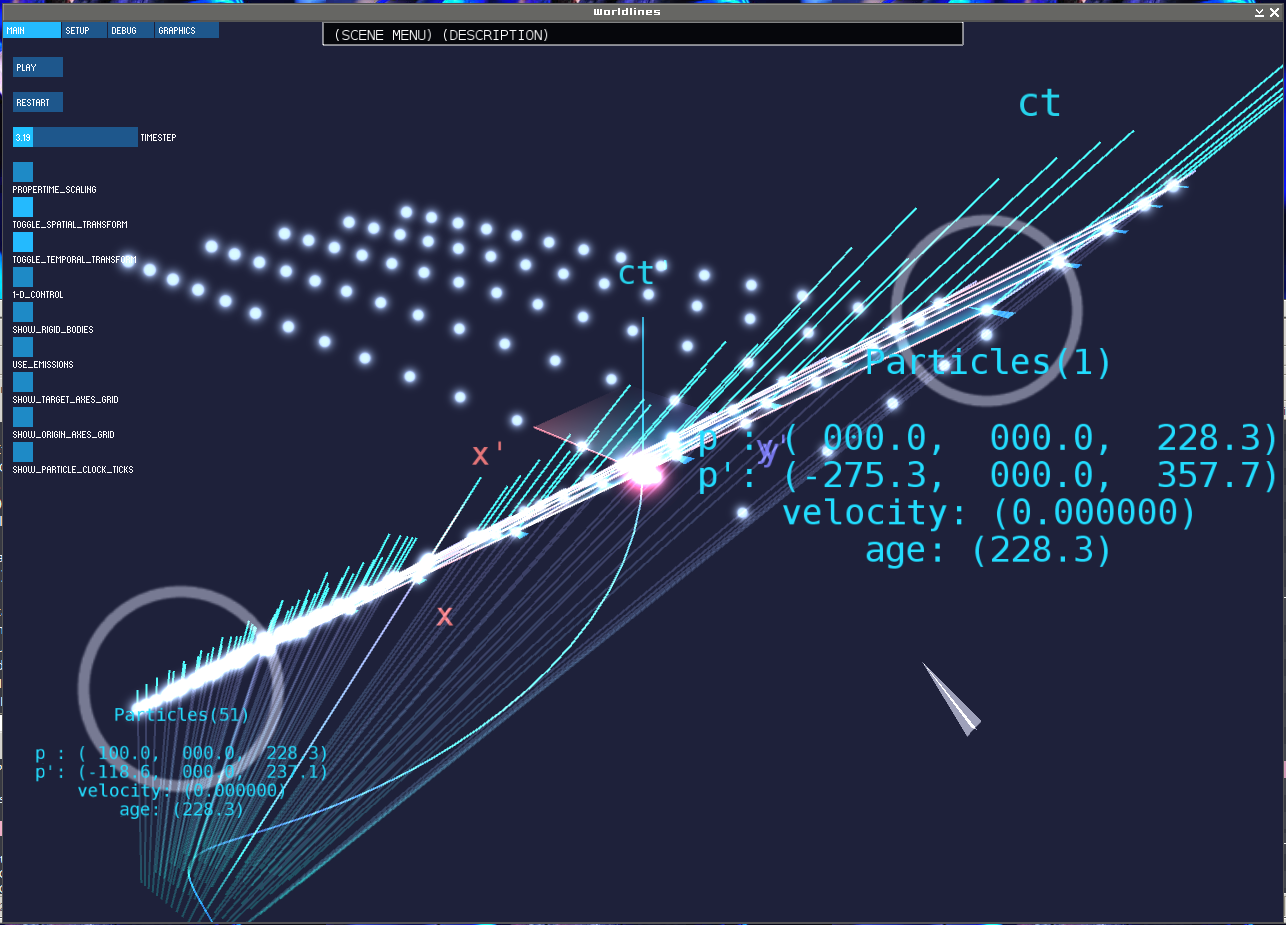 Worldlines
MAIN SETUP DEBUG GRAPHICS
(SCENE MENU) (DESCRIPTION)
PLAY
RESTART
3.19 TIMESTEP
PROPERTIME_SCALING
TOGGLE_SPATIAL_TRANSFORM
TOGGLE_TEMPORAL_TRANSFORM
1-D_CONTROL
SHOW_RIGID_BODIES
USE_EMISSIONS
SHOW_TARGET_AXES_GRID
SHOW_ORIGIN_AXES_GRID
SHOW_PARTICLE_CLOCK_TICKS
ct
ct'
x'
y'
x
Particles(1)
p : ( 000.0, 000.0, 228.3)
p': (-275.3, 000.0, 357.7)
velocity: (0.000000)
age: (228.3)
Particles(51)
p : ( 100.0, 000.0, 228.3)
p': (-118.6, 000.0, 237.1)
velocity: (0.000000)
age: (228.3)